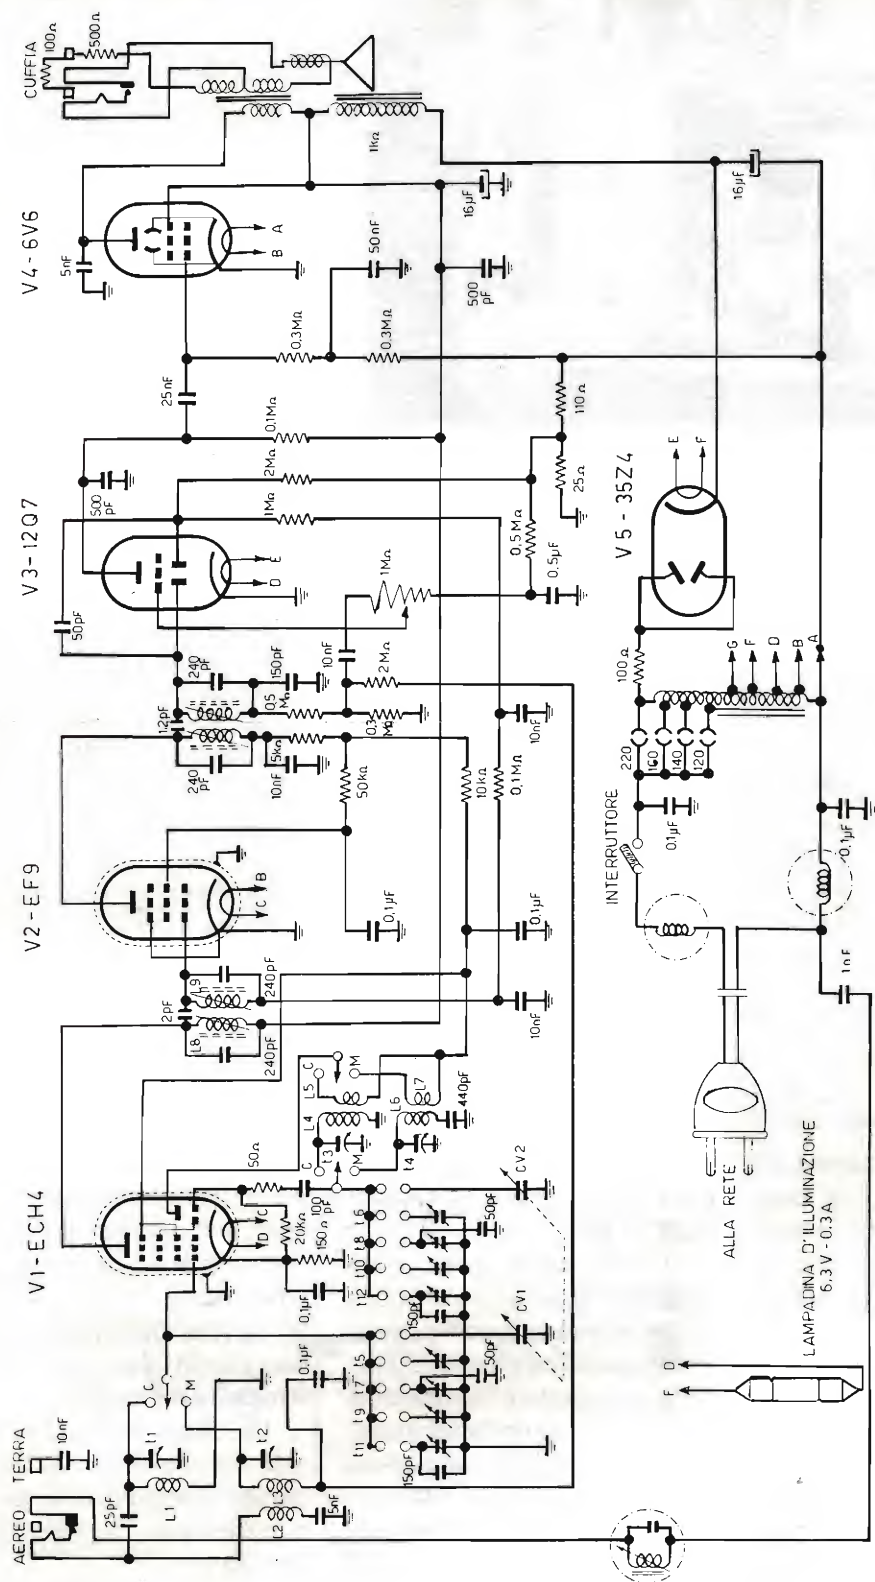 AEREO
TERRA
V1-ECH4
V2-EF9
V3-12Q7
V4-6V6
CUFFIA
100Ω
500Ω
10nF
25pF
t1
L1
C
M
t2
L2
L3
5nF
0,1µF
0,1µF
150Ω
20KΩ
50Ω
100
pF
D
C
t11
t9
t7
t5
t12
t10
t8
t6
150pF
50pF
150pF
50pF
CV1
CV2
C
M
t3
t4
L4
L5
L6
L7
C
M
440pF
L8
240pF
2pF
L9
240pF
10nF
0,1µF
0,1µF
C
B
50KΩ
10KΩ
0,1MΩ
10nF
240
pF
12pF
240
pF
10nF
5KΩ
0,5
MΩ
150pF
0,3
MΩ
2MΩ
10nF
1MΩ
50pF
500
pF
D
E
1MΩ
2MΩ
0,1MΩ
25nF
0,5MΩ
0.5µF
25Ω
110Ω
0.3MΩ
0.3MΩ
50nF
5nF
B
A
500
pF
16µF
1KΩ
16µF
V5-35Z4
E
F
100Ω
220
160
140
120
G
F
D
B
A
INTERRUTTORE
0.1µF
0.1µF
1nF
ALLA RETE
LAMPADINA D'ILLUMINAZIONE
6.3V-0.3A
F
D